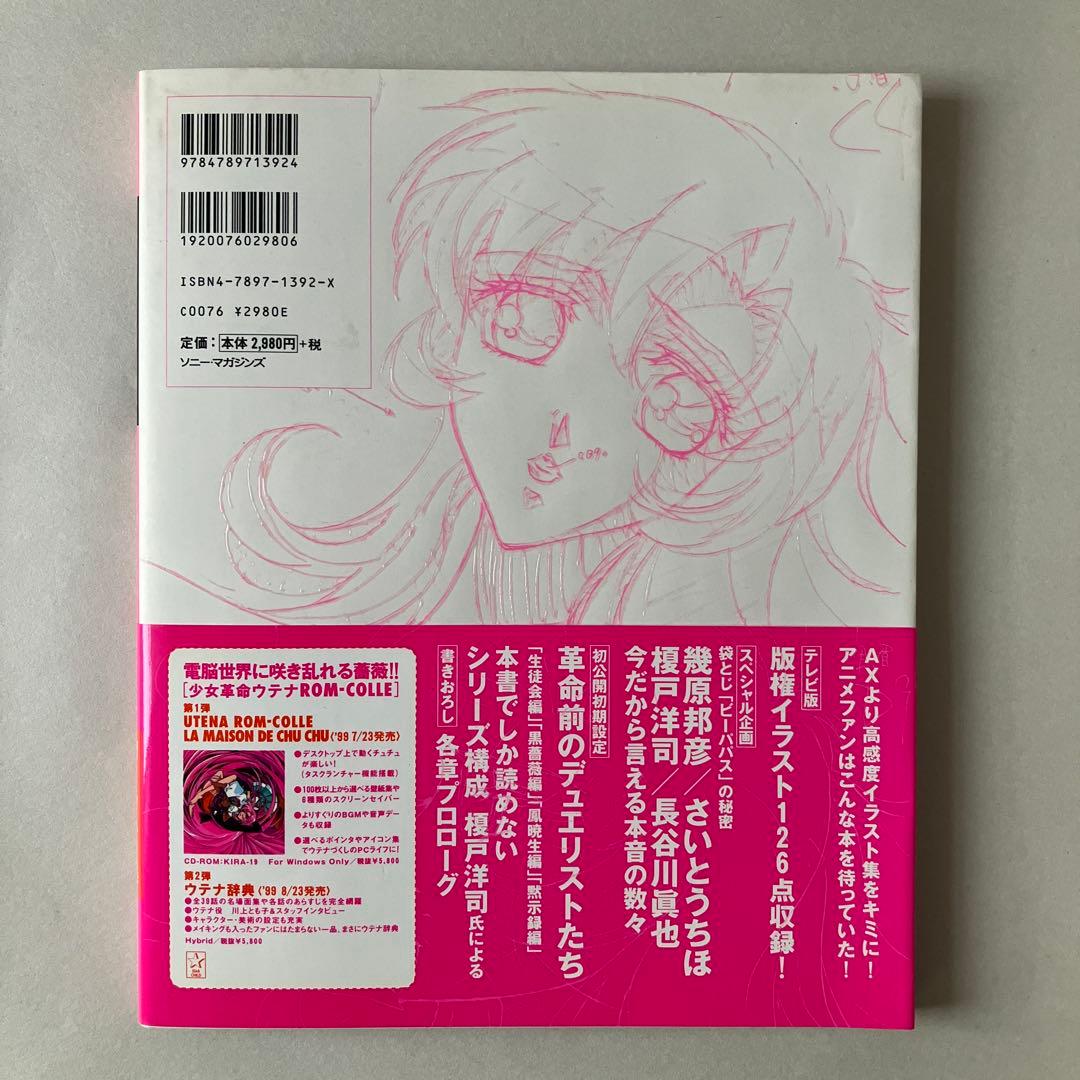 9784789713924
1920076029806
ISBN4-7897-1392-X
C0076 ¥2980E
定価：本体 2,980円+税
ソニー・マガジンズ
AXより高感度イラスト集をキミに！
アニメファンはこんな本を待っていた！
テレビ版
版権イラスト126点収録！
スペシャル企画
袋とじ「ビーパパス」の秘密
幾原邦彦／さいとうちほ
榎戸洋司／長谷川眞也
今だから言える本音の数々
初公開初期設定
革命前のデュエリストたち
「生徒会編」「黒薔薇編」「鳳暁生編」「黙示録編」
本書でしか読めない
シリーズ構成 榎戸洋司氏による
書きおろし 各章プロローグ
電脳世界に咲き乱れる薔薇!!
［少女革命ウテナROM-COLLE］
第1弾
UTENA ROM-COLLE
LA MAISON DE CHU CHU〈'99 7/23発売〉
●デスクトップ上で動くチュチュ
が楽しい！
（タスクランチャー機能搭載）
●100枚以上から選べる壁紙集や
6種類のスクリーンセイバー
●よりすぐりのBGMや音声デー
タも収録
●選べるポインタやアイコン集
でウテナづくしのPCライフに！
CD-ROM:KIRA-19 For Windows Only／税抜¥5,800
第2弾
ウテナ辞典〈'99 8/23発売〉
●全39話の名場面集や各話のあらすじを完全網羅
●ウテナ役 川上とも子&スタッフインタビュー
●キャラクター・美術の設定も充実
●メイキングも入ったファンにはたまらない一品、まさにウテナ辞典
Hybrid／税抜¥5,800
STAR
CHILD